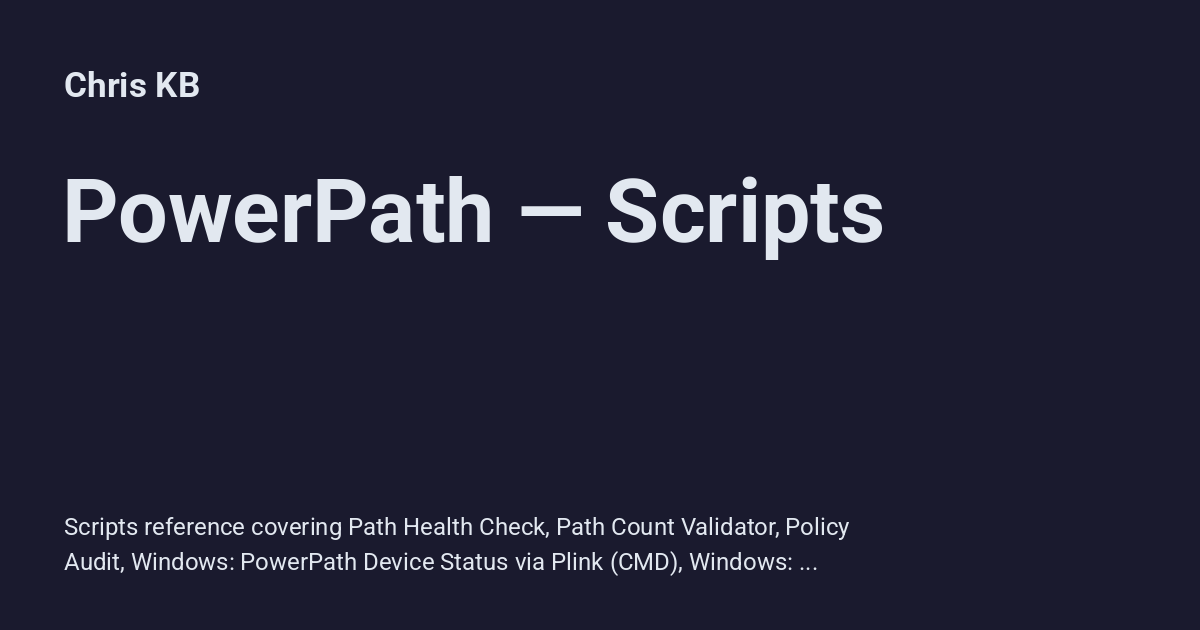 Chris KB
PowerPath — Scripts
Scripts reference covering Path Health Check, Path Count Validator, Policy
Audit, Windows: PowerPath Device Status via Plink (CMD), Windows: ...